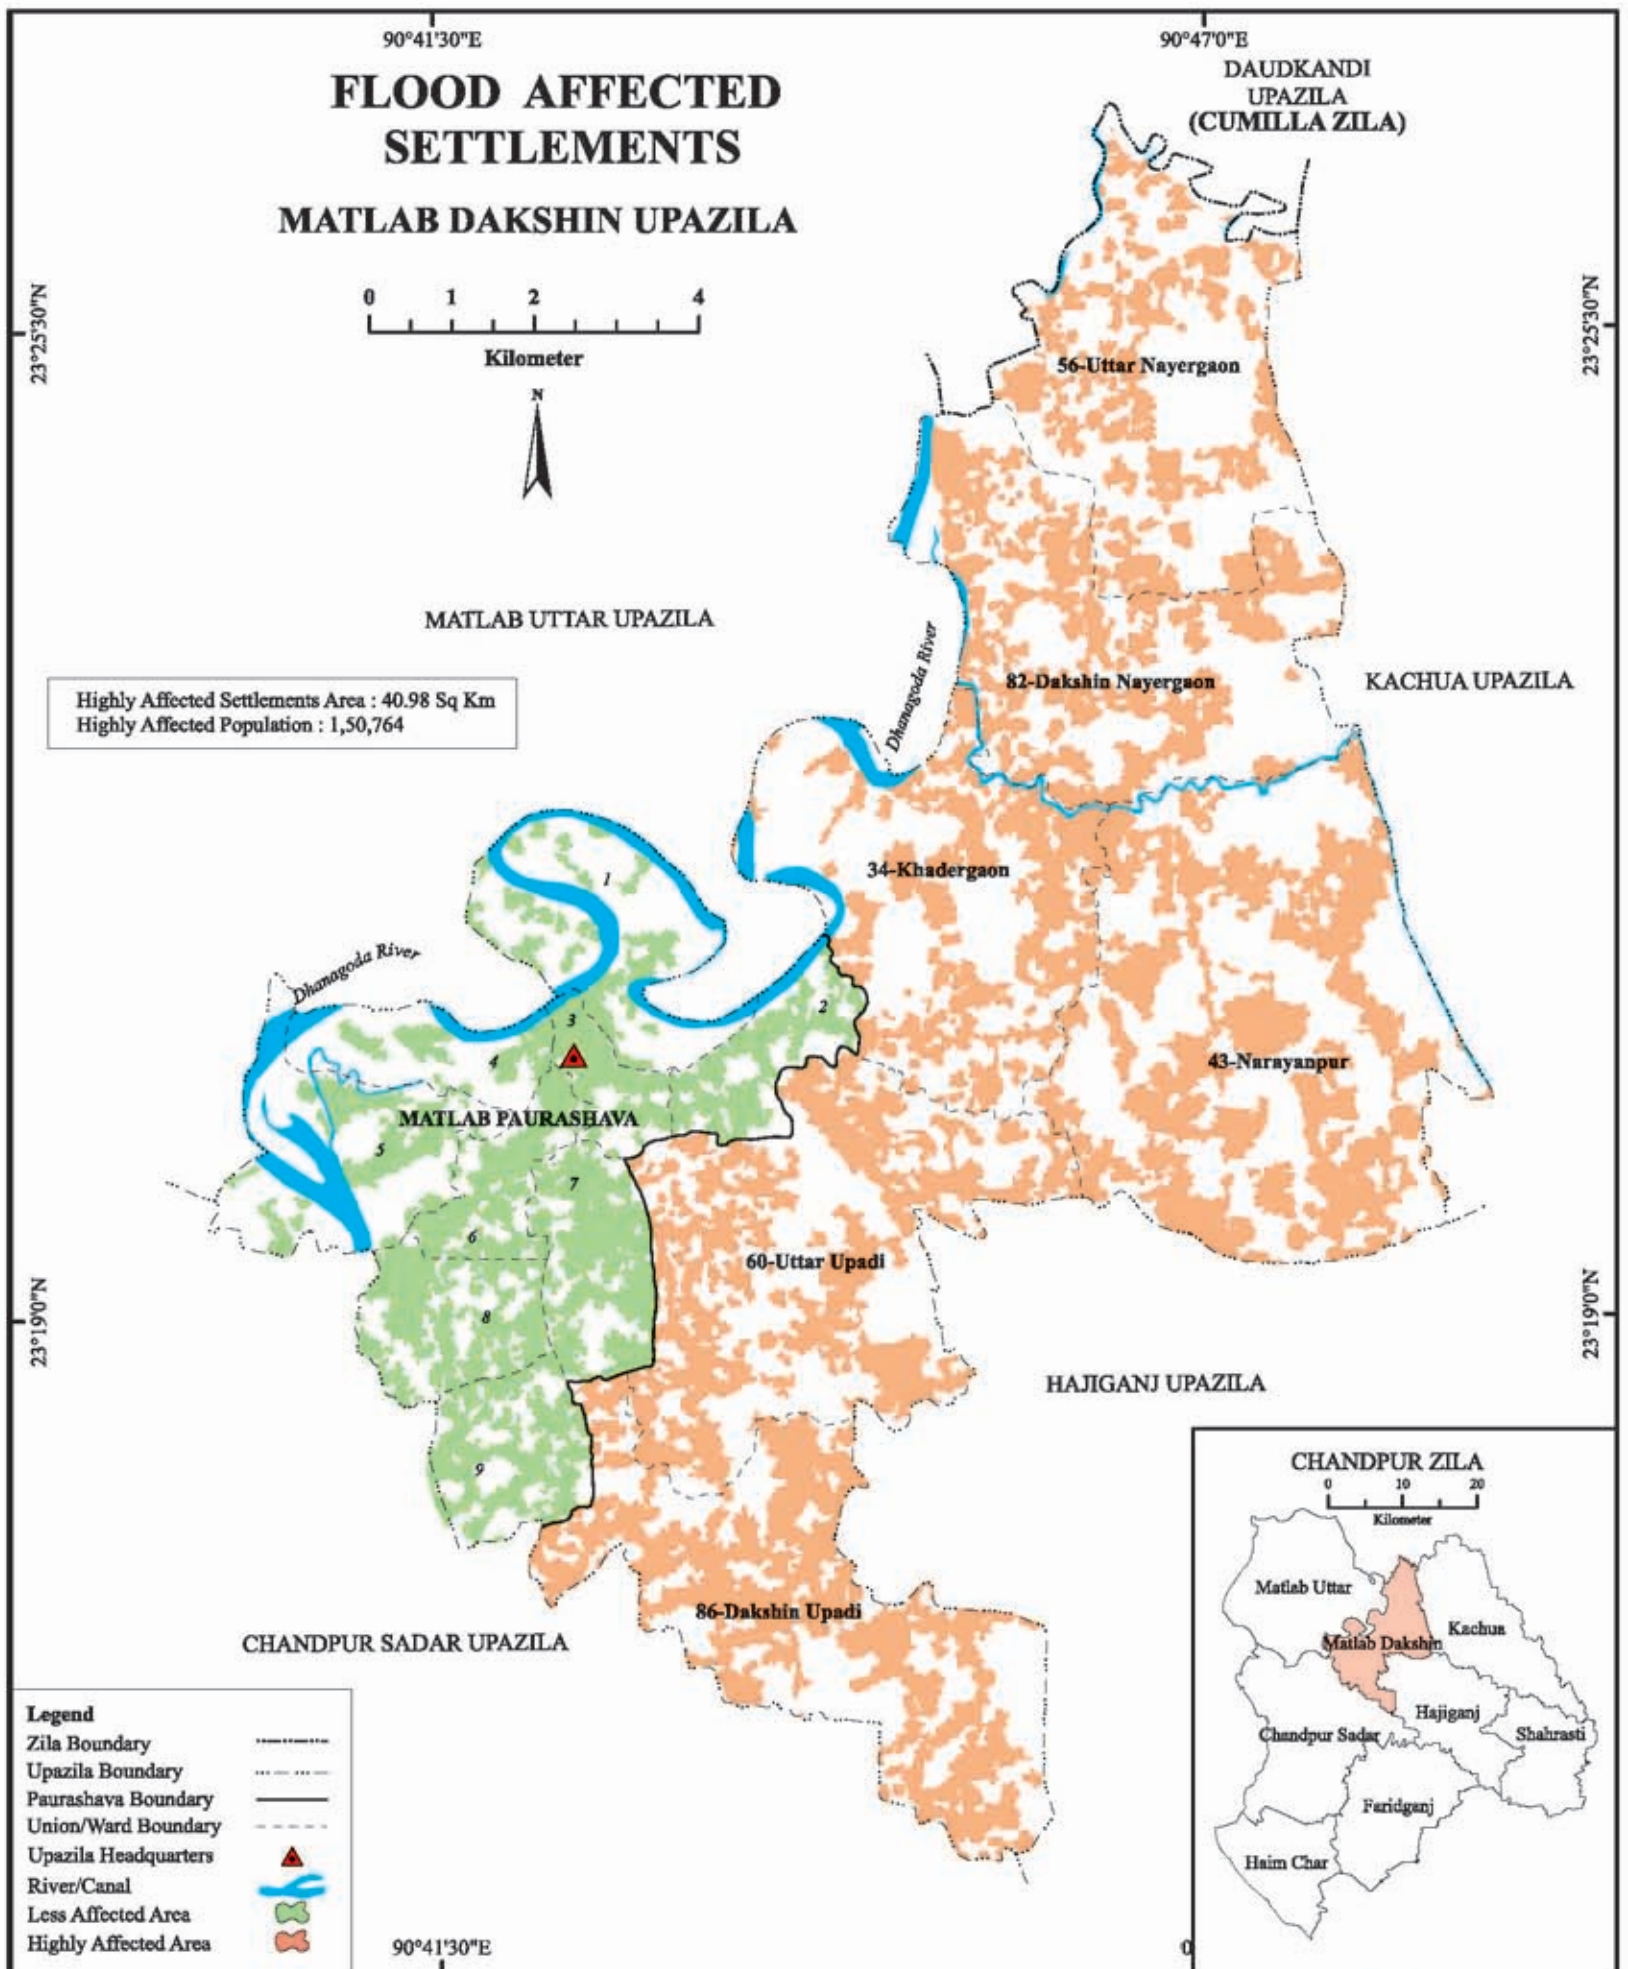 90°41'30"E
90°47'0"E
FLOOD AFFECTED
SETTLEMENTS
MATLAB DAKSHIN UPAZILA
DAUDKANDI
UPAZILA
(CUMILLA ZILA)
0 1 2 4
Kilometer
N
23°25'30"N
23°25'30"N
56-Uttar Nayergaon
MATLAB UTTAR UPAZILA
Dhanagoda River
82-Dakshin Nayergaon
KACHUA UPAZILA
Highly Affected Settlements Area : 40.98 Sq Km
Highly Affected Population : 1,50,764
34-Khadergaon
1
Dhanagoda River
2
3
4
43-Narayanpur
MATLAB PAURASHAVA
5
7
6
60-Uttar Upadi
8
23°19'0"N
23°19'0"N
HAJIGANJ UPAZILA
9
86-Dakshin Upadi
CHANDPUR SADAR UPAZILA
CHANDPUR ZILA
0 10 20
Kilometer
Matlab Uttar
Kachua
Matlab Dakshin
Hajiganj
Chandpur Sadar
Shahrasti
Faridganj
Haim Char
Legend
Zila Boundary
Upazila Boundary
Paurashava Boundary
Union/Ward Boundary
Upazila Headquarters
River/Canal
Less Affected Area
Highly Affected Area
90°41'30"E